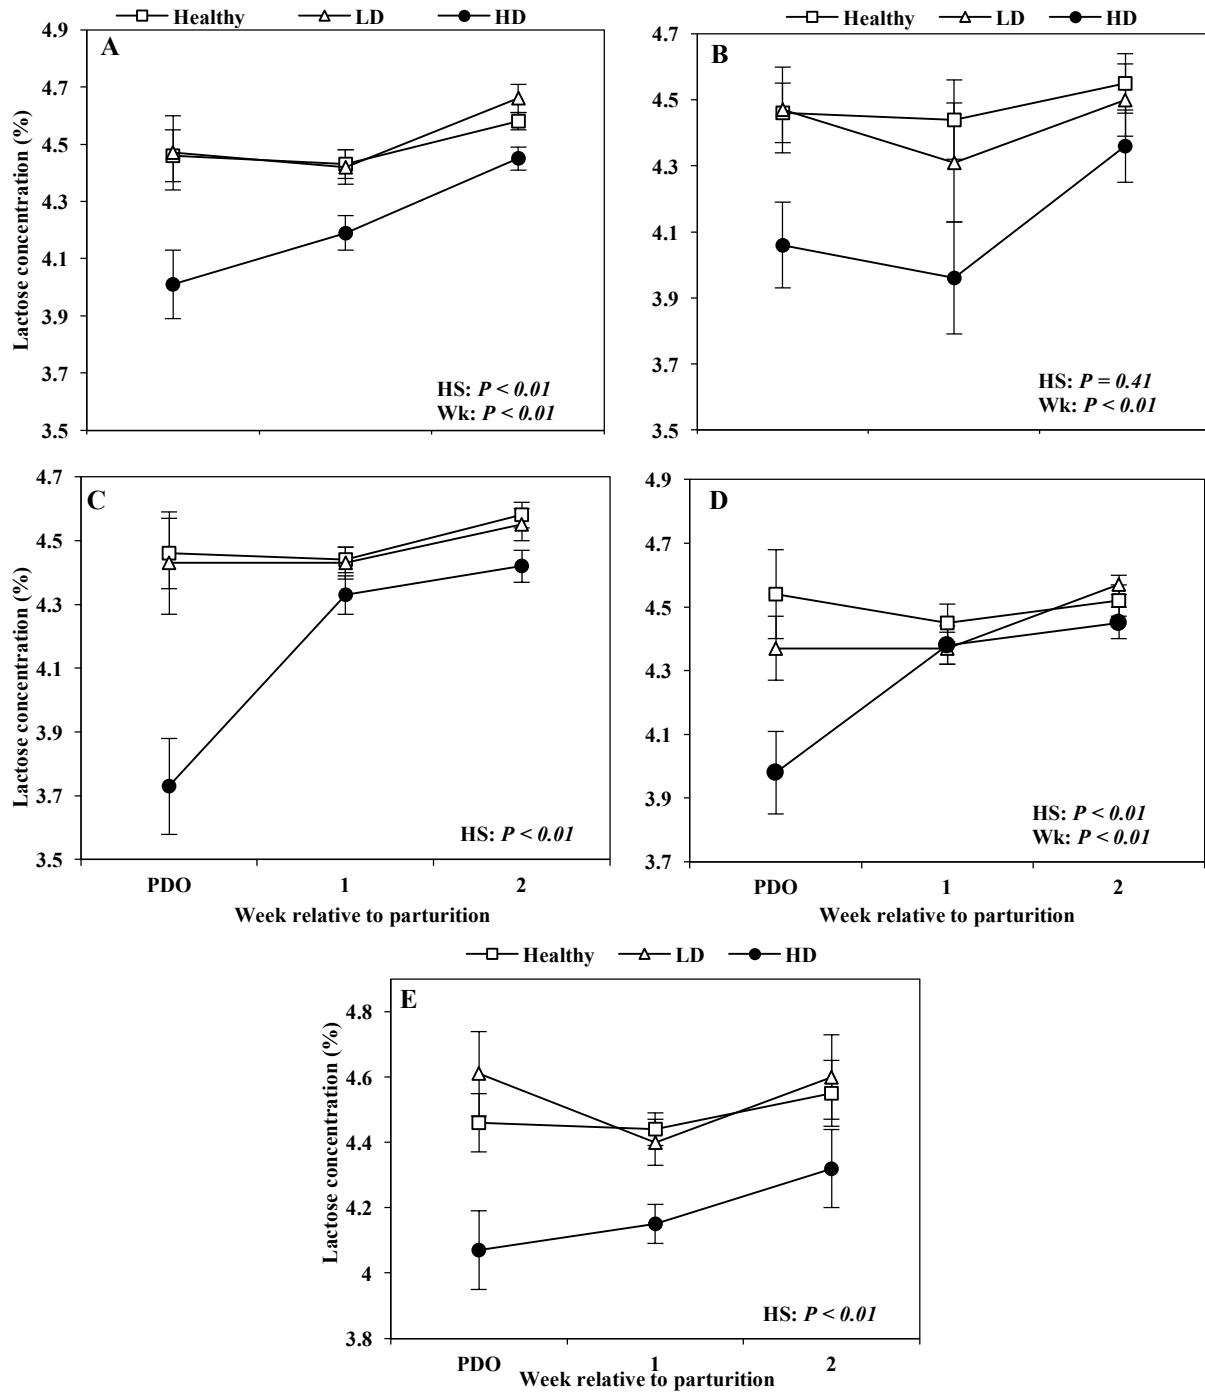 Healthy LD HD
Healthy LD HD
A
4.9
4.7
4.5
4.3
4.1
3.9
3.7
3.5
Lactose concentration (%)
HS: P < 0.01
Wk: P < 0.01
B
4.7
4.5
4.3
4.1
3.9
3.7
3.5
HS: P = 0.41
Wk: P < 0.01
C
4.7
4.5
4.3
4.1
3.9
3.7
3.5
Lactose concentration (%)
HS: P < 0.01
PDO 1 2
Week relative to parturition
D
4.9
4.7
4.5
4.3
4.1
3.9
3.7
HS: P < 0.01
Wk: P < 0.01
PDO 1 2
Week relative to parturition
Healthy LD HD
E
4.8
4.6
4.4
4.2
4
3.8
Lactose concentration (%)
HS: P < 0.01
PDO 1 2
Week relative to parturition